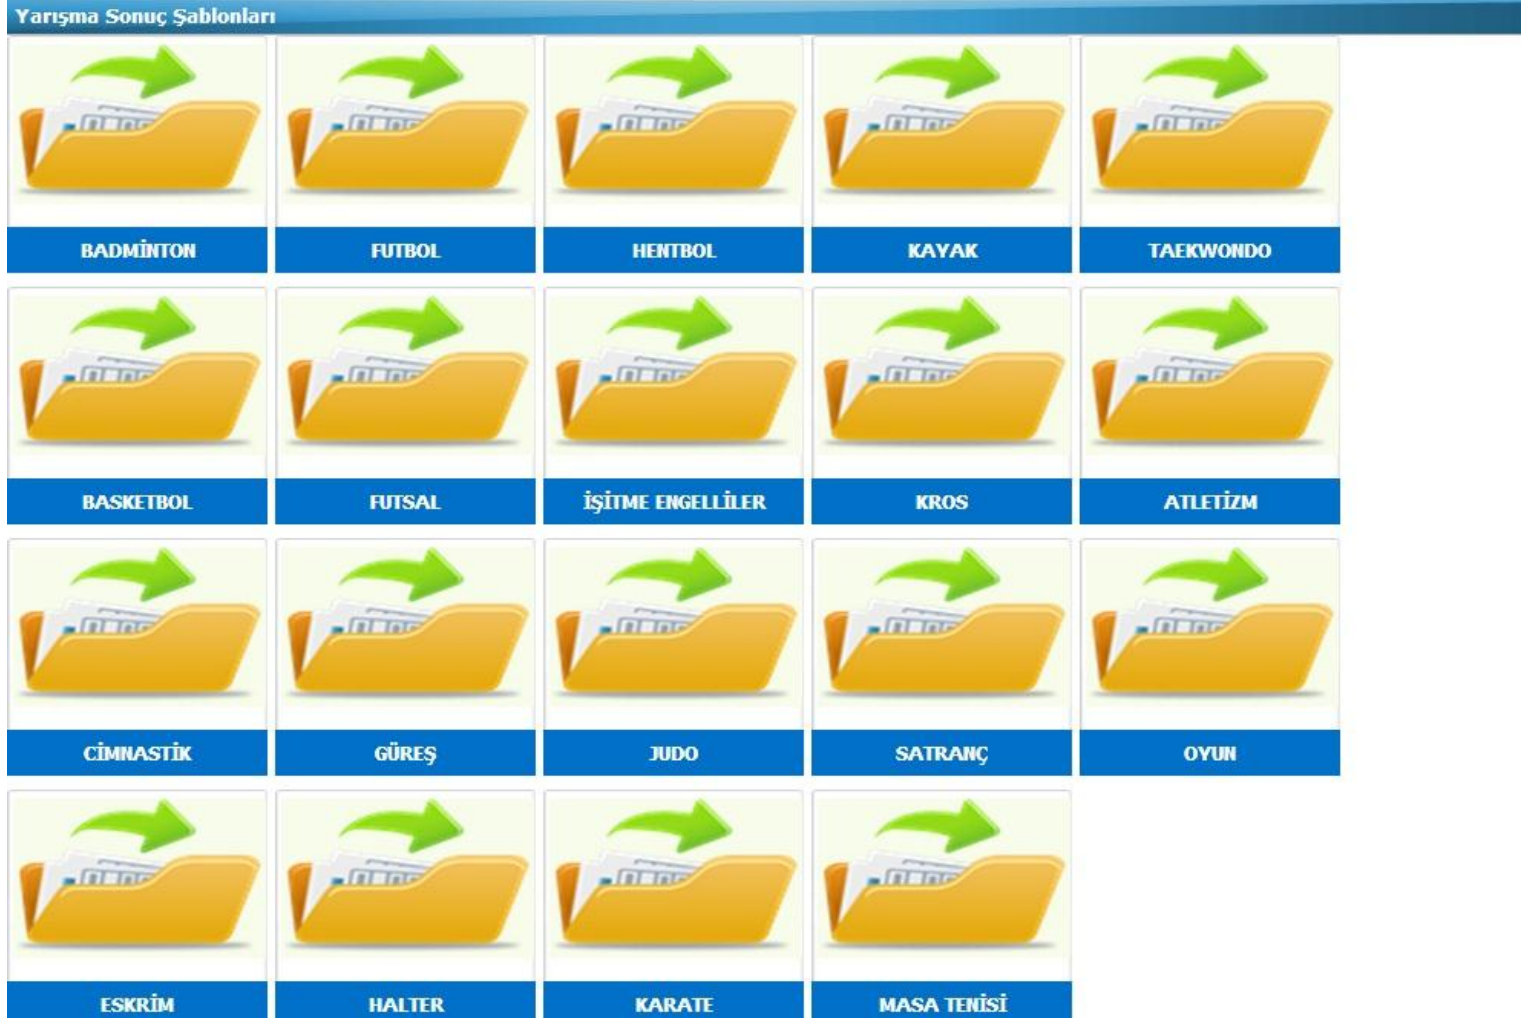 Yarışma Sonuç Şablonları
BADMİNTON
FUTBOL
HENTBOL
KAYAK
TAEKWONDO
BASKETBOL
FUTSAL
İŞİTME ENGELLİLER
KROS
ATLETİZM
CİMNASTİK
GÜREŞ
JUDO
SATRANÇ
OYUN
ESKRİM
HALTER
KARATE
MASA TENİSİ